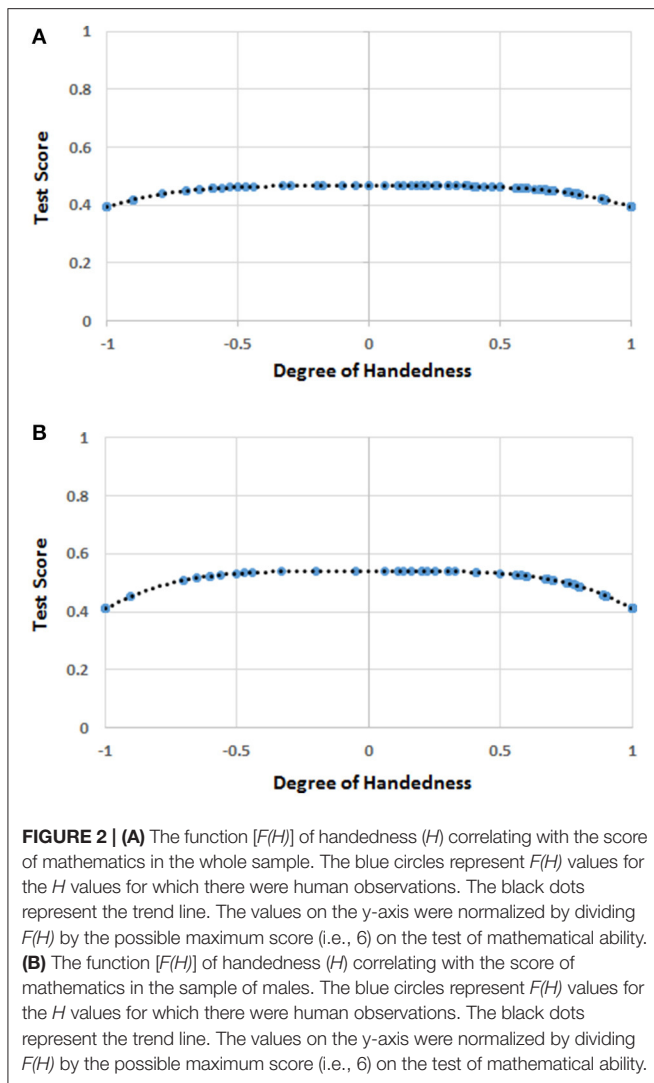 A
1
0.8
0.6
0.4
0.2
0
Test Score
-1 -0.5 0 0.5 1
Degree of Handedness
B
1
0.8
0.6
0.4
0.2
0
Test Score
-1 -0.5 0 0.5 1
Degree of Handedness
FIGURE 2 | (A) The function [F(H)] of handedness (H) correlating with the score
of mathematics in the whole sample. The blue circles represent F(H) values for
the H values for which there were human observations. The black dots
represent the trend line. The values on the y-axis were normalized by dividing
F(H) by the possible maximum score (i.e., 6) on the test of mathematical ability.
(B) The function [F(H)] of handedness (H) correlating with the score of
mathematics in the sample of males. The blue circles represent F(H) values for
the H values for which there were human observations. The black dots
represent the trend line. The values on the y-axis were normalized by dividing
F(H) by the possible maximum score (i.e., 6) on the test of mathematical ability.